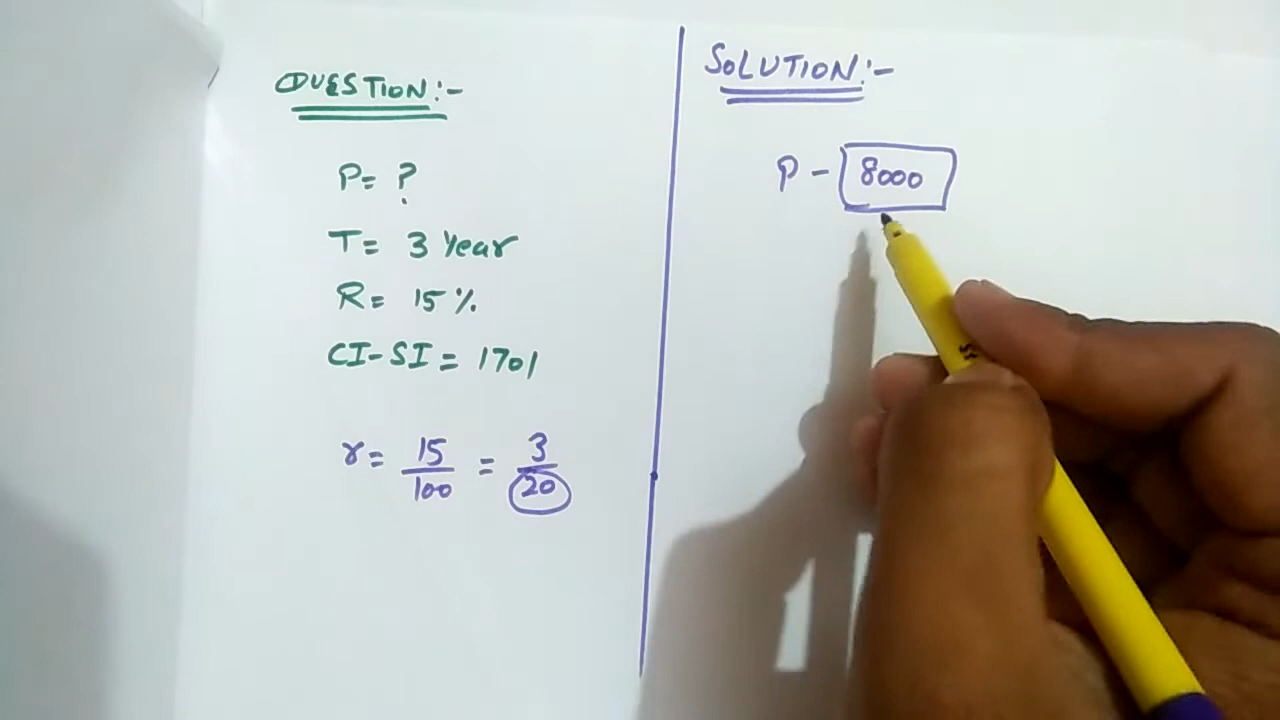 QUESTION:-
P= ?
T= 3 Year
R= 15%
CI-SI = 1701
r= 15/100 = 3/20
SOLUTION:-
P - 8000